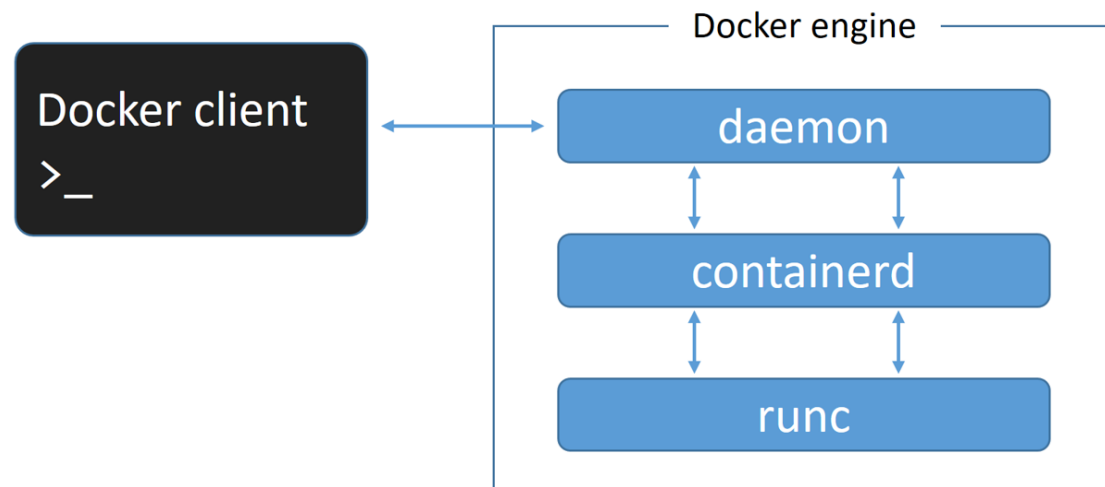 Docker engine
Docker client
>_
daemon
containerd
runc